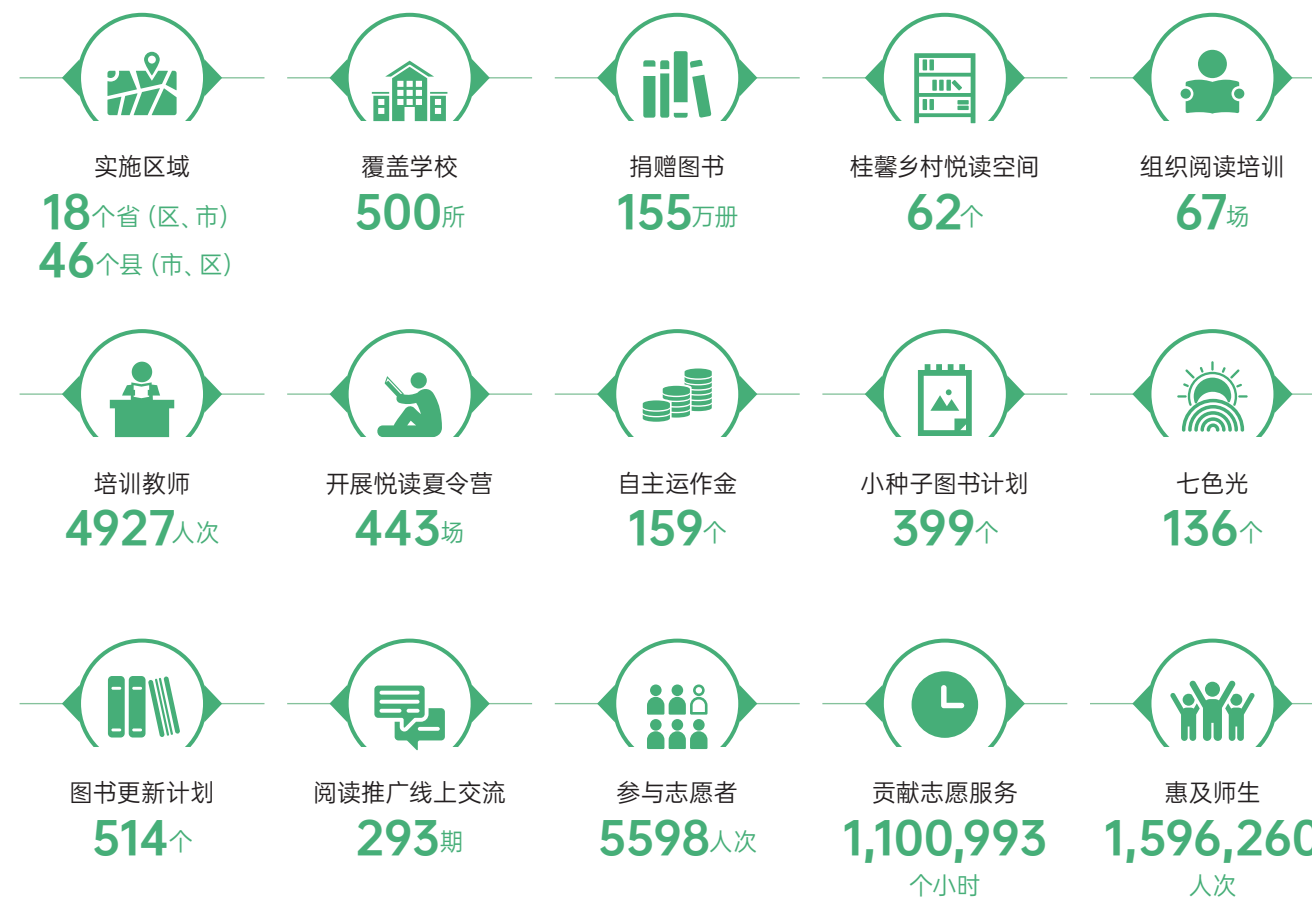 实施区域
18个省（区、市）
46个县（市、区）
覆盖学校
500所
捐赠图书
155万册
桂馨乡村悦读空间
62个
组织阅读培训
67场
培训教师
4927人次
开展悦读夏令营
443场
自主运作金
159个
小种子图书计划
399个
七色光
136个
图书更新计划
514个
阅读推广线上交流
293期
参与志愿者
5598人次
贡献志愿服务
1,100,993
个小时
惠及师生
1,596,260
人次